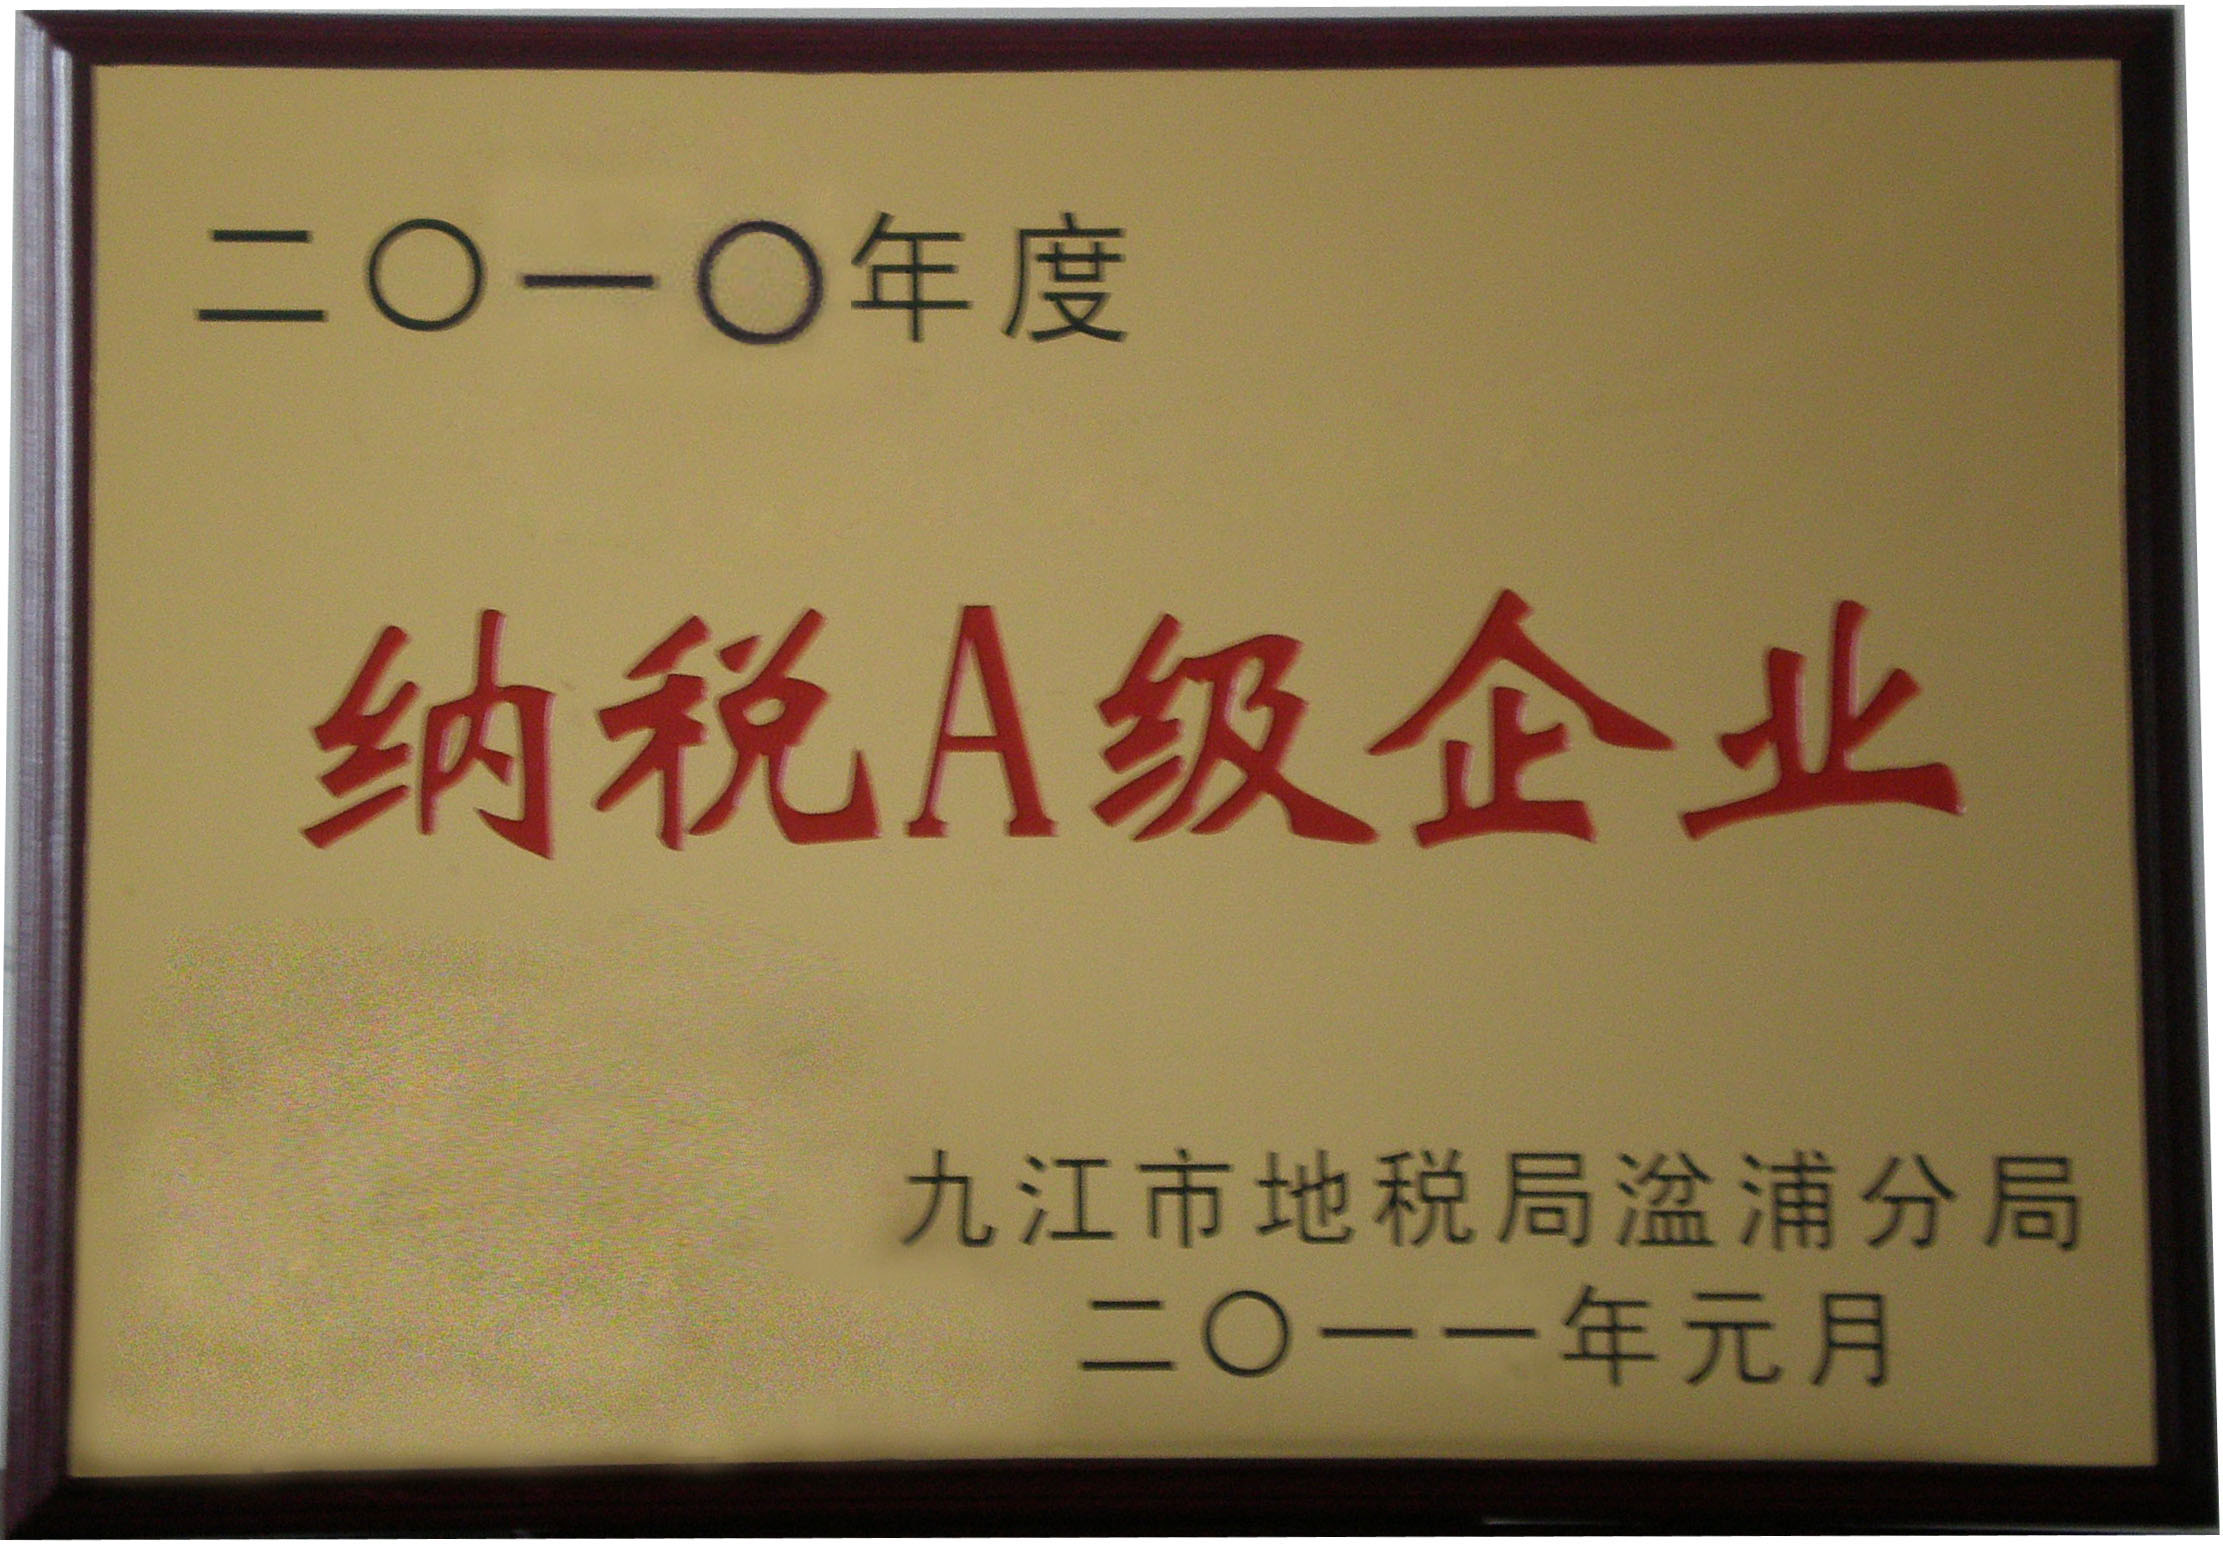 二〇一〇年度
纳税A级企业
九江市地税局湓浦分局
二〇一一年元月